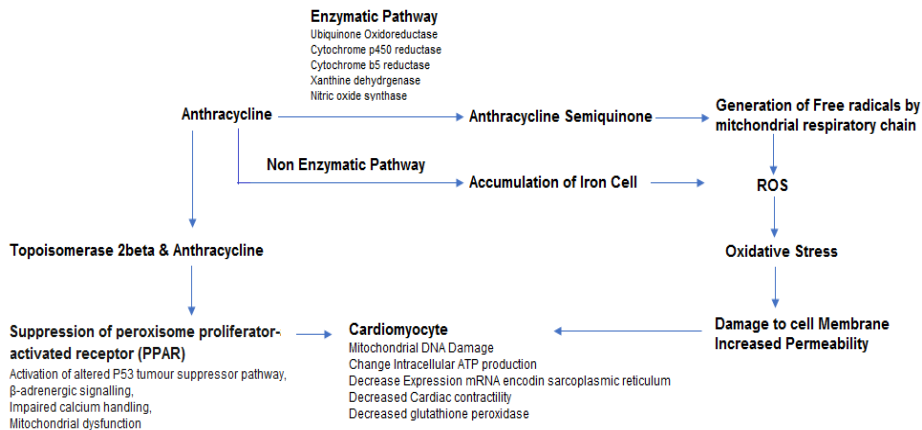 Enzymatic Pathway
Ubiquinone Oxidoreductase
Cytochrome p450 reductase
Cytochrome b5 reductase
Xanthine dehydrgenase
Nitric oxide synthase
Anthracycline
Anthracycline Semiquinone
Generation of Free radicals by
mitchondrial respiratory chain
Non Enzymatic Pathway
Accumulation of Iron Cell
ROS
Topoisomerase 2beta & Anthracycline
Oxidative Stress
Suppression of peroxisome proliferator-
activated receptor (PPAR)
Activation of altered P53 tumour suppressor pathway,
β-adrenergic signalling,
Impaired calcium handling,
Mitochondrial dysfunction
Cardiomyocyte
Mitochondrial DNA Damage
Change Intracellular ATP production
Decrease Expression mRNA encodin sarcoplasmic reticulum
Decreased Cardiac contractility
Decreased glutathione peroxidase
Damage to cell Membrane
Increased Permeability